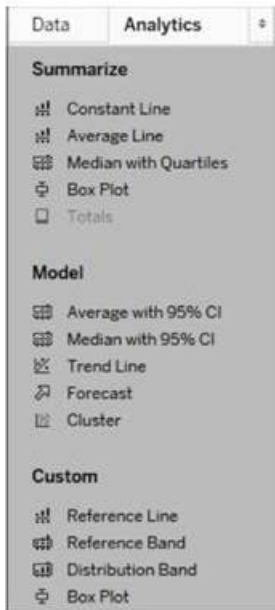 Data Analytics
Summarize
Constant Line
Average Line
Median with Quartiles
Box Plot
Totals
Model
Average with 95% CI
Median with 95% CI
Trend Line
Forecast
Cluster
Custom
Reference Line
Reference Band
Distribution Band
Box Plot